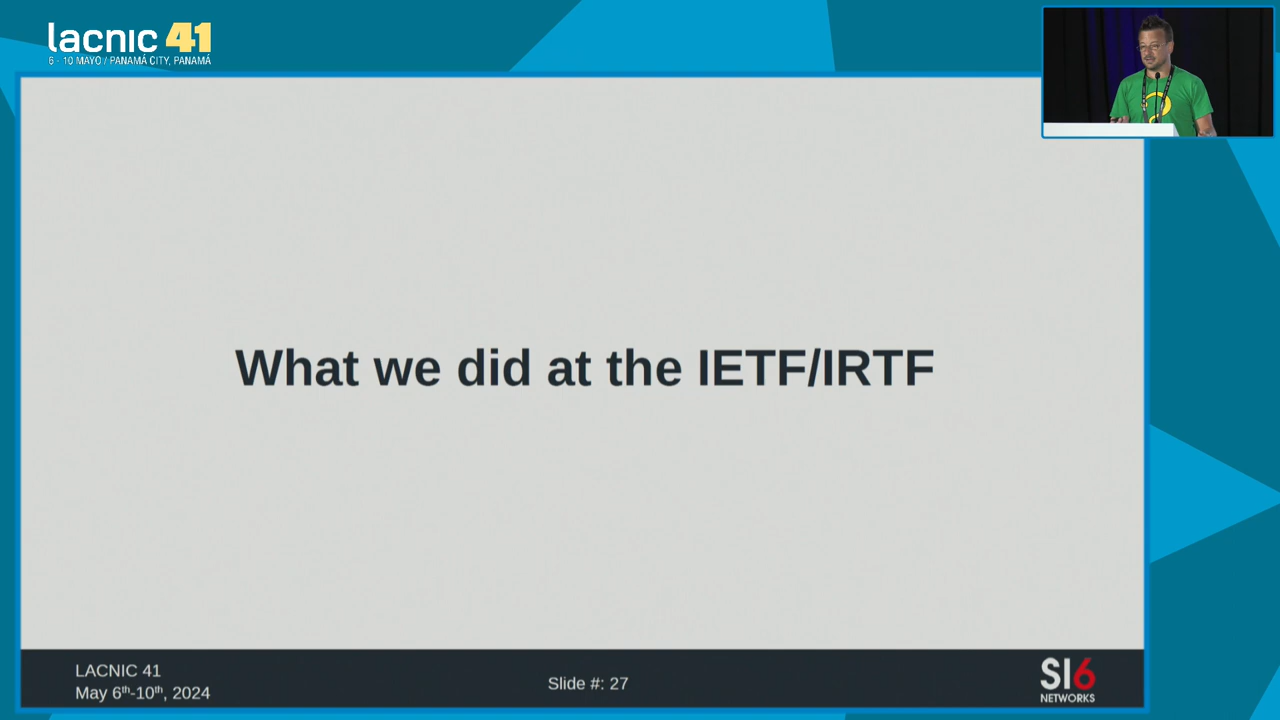 lacnic 41
6 - 10 MAYO / PANAMÁ CITY, PANAMÁ
What we did at the IETF/IRTF
LACNIC 41
May 6th-10th, 2024
Slide #: 27
SI6
NETWORKS